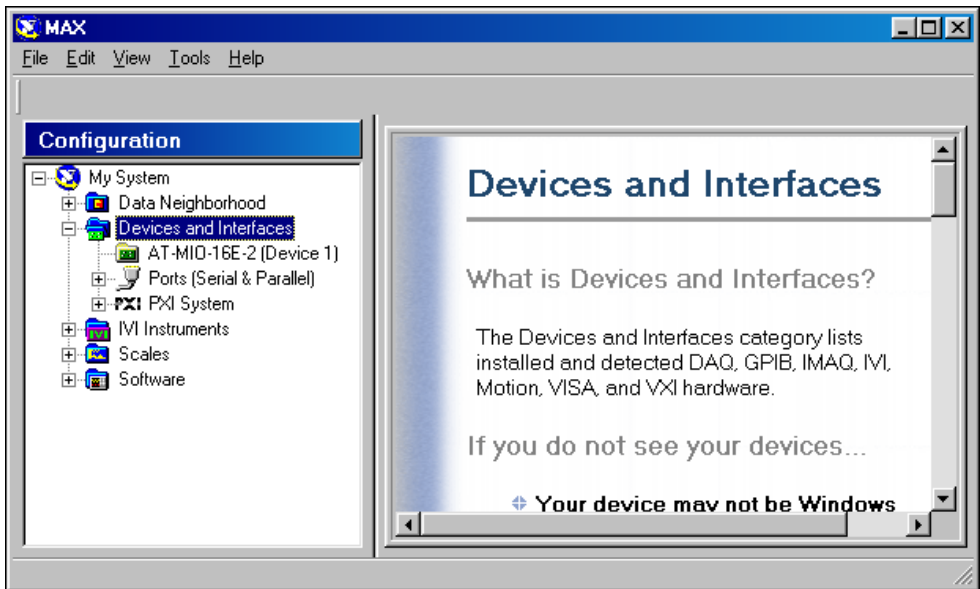 MAX
File Edit View Tools Help
Configuration
My System
Data Neighborhood
Devices and Interfaces
AT-MIO-16E-2 (Device 1)
Ports (Serial & Parallel)
PXI PXI System
IVI IVI Instruments
Scales
Software
Devices and Interfaces
What is Devices and Interfaces?
The Devices and Interfaces category lists
installed and detected DAQ, GPIB, IMAQ, IVI,
Motion, VISA, and VXI hardware.
If you do not see your devices...
Your device may not be Windows